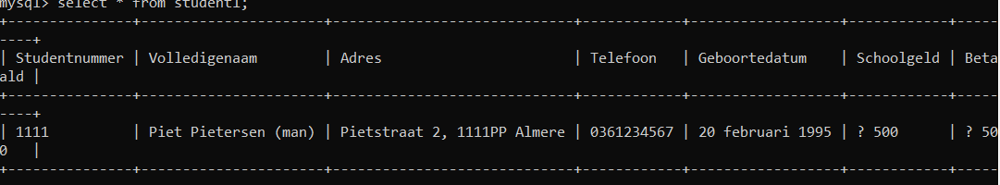 mysql> select * from student1;
+---------------+----------------------+-----------------------------+------------+------------------+------------+-----
----+
| Studentnummer | Volledigenaam        | Adres                       | Telefoon   | Geboortedatum    | Schoolgeld | Beta
ald |
+---------------+----------------------+-----------------------------+------------+------------------+------------+-----
----+
| 1111          | Piet Pietersen (man) | Pietstraat 2, 1111PP Almere | 0361234567 | 20 februari 1995 | ? 500      | ? 50
0   |
+---------------+----------------------+-----------------------------+------------+------------------+------------+-----